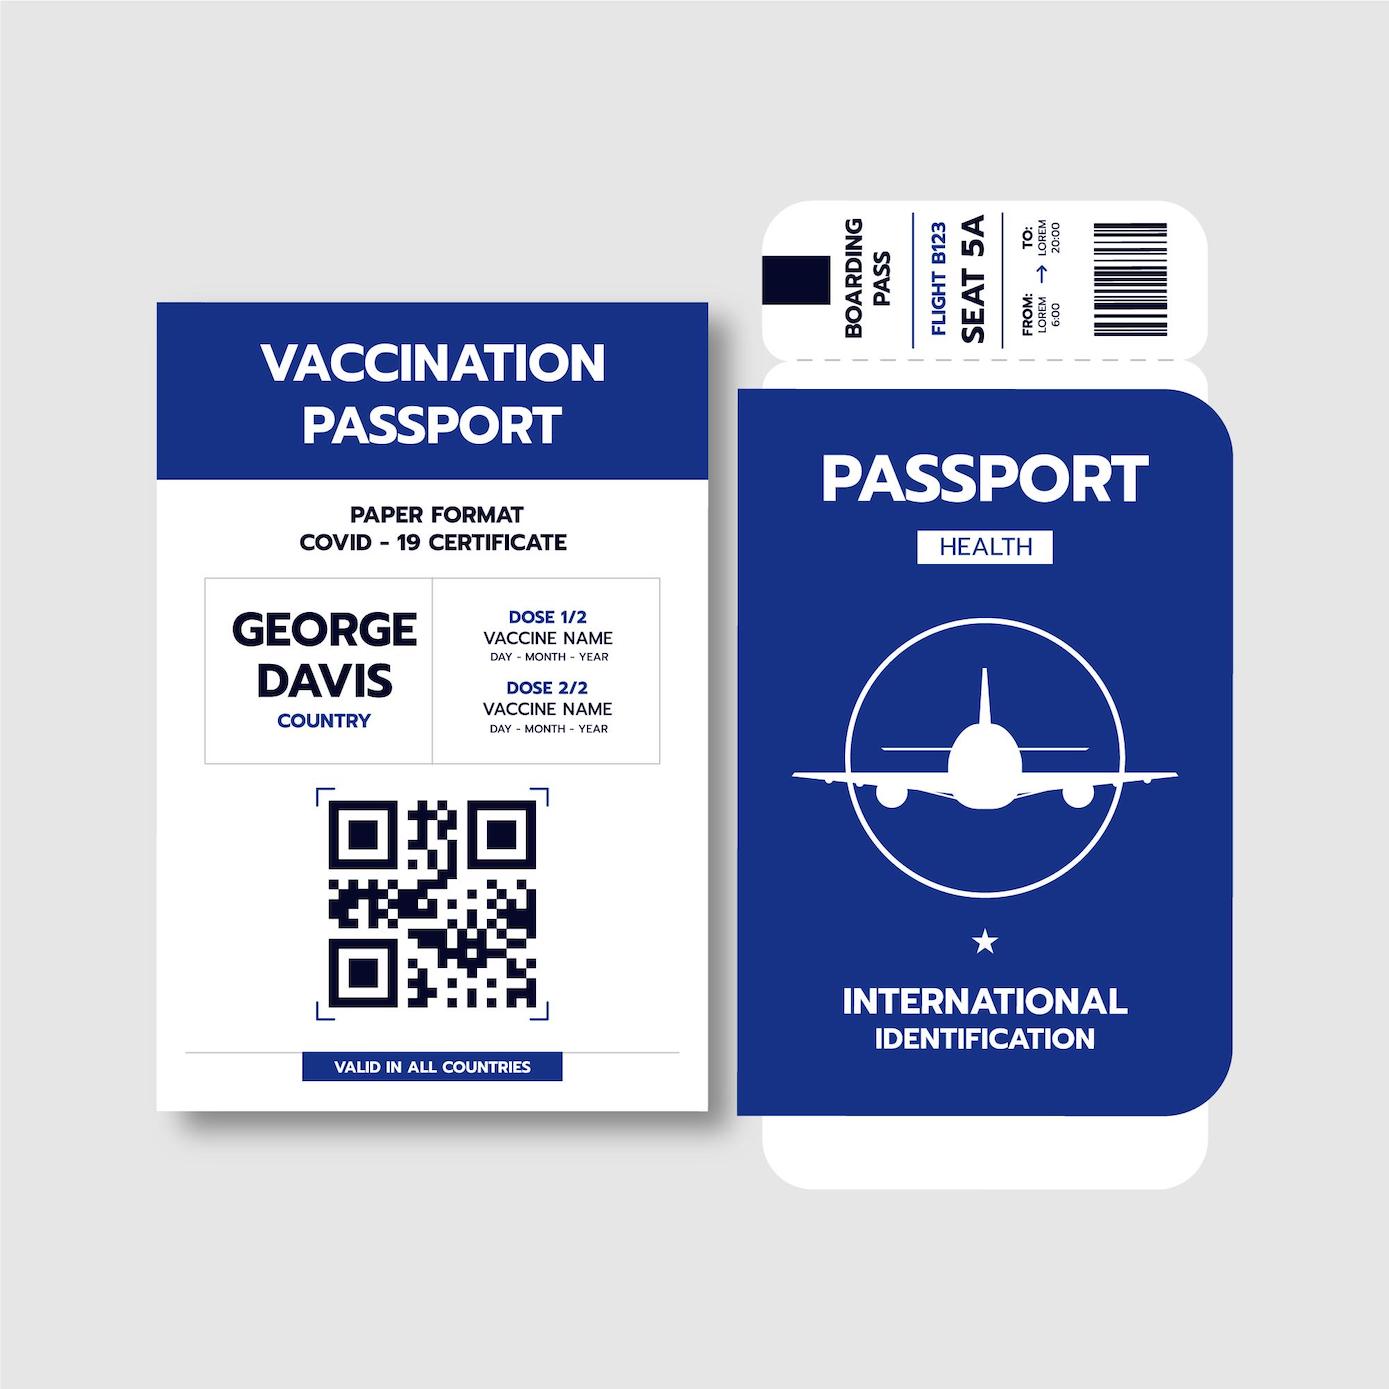 VACCINATION
PASSPORT
PAPER FORMAT
COVID - 19 CERTIFICATE
GEORGE
DAVIS
COUNTRY
DOSE 1/2
VACCINE NAME
DAY - MONTH - YEAR
DOSE 2/2
VACCINE NAME
DAY - MONTH - YEAR
VALID IN ALL COUNTRIES
BOARDING
PASS
FLIGHT B123
SEAT 5A
FROM:
LOREM
6:00
TO:
LOREM
20:00
PASSPORT
HEALTH
INTERNATIONAL
IDENTIFICATION